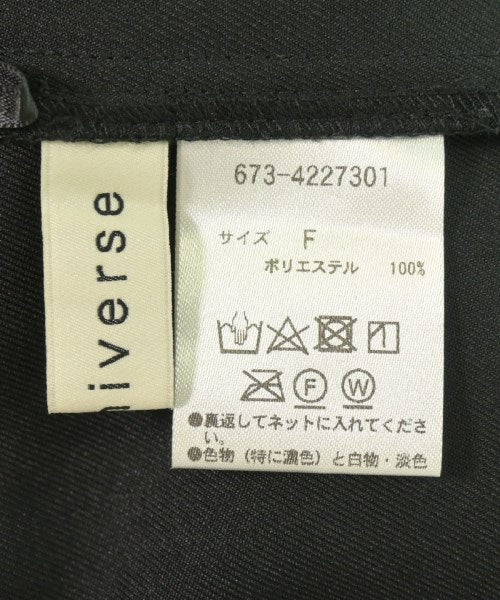 niverse
673-4227301
サイズ F
ポリエステル 100%
F W
●裏返してネットに入れてくださ
い。
●色物(特に濃色)と白物・淡色